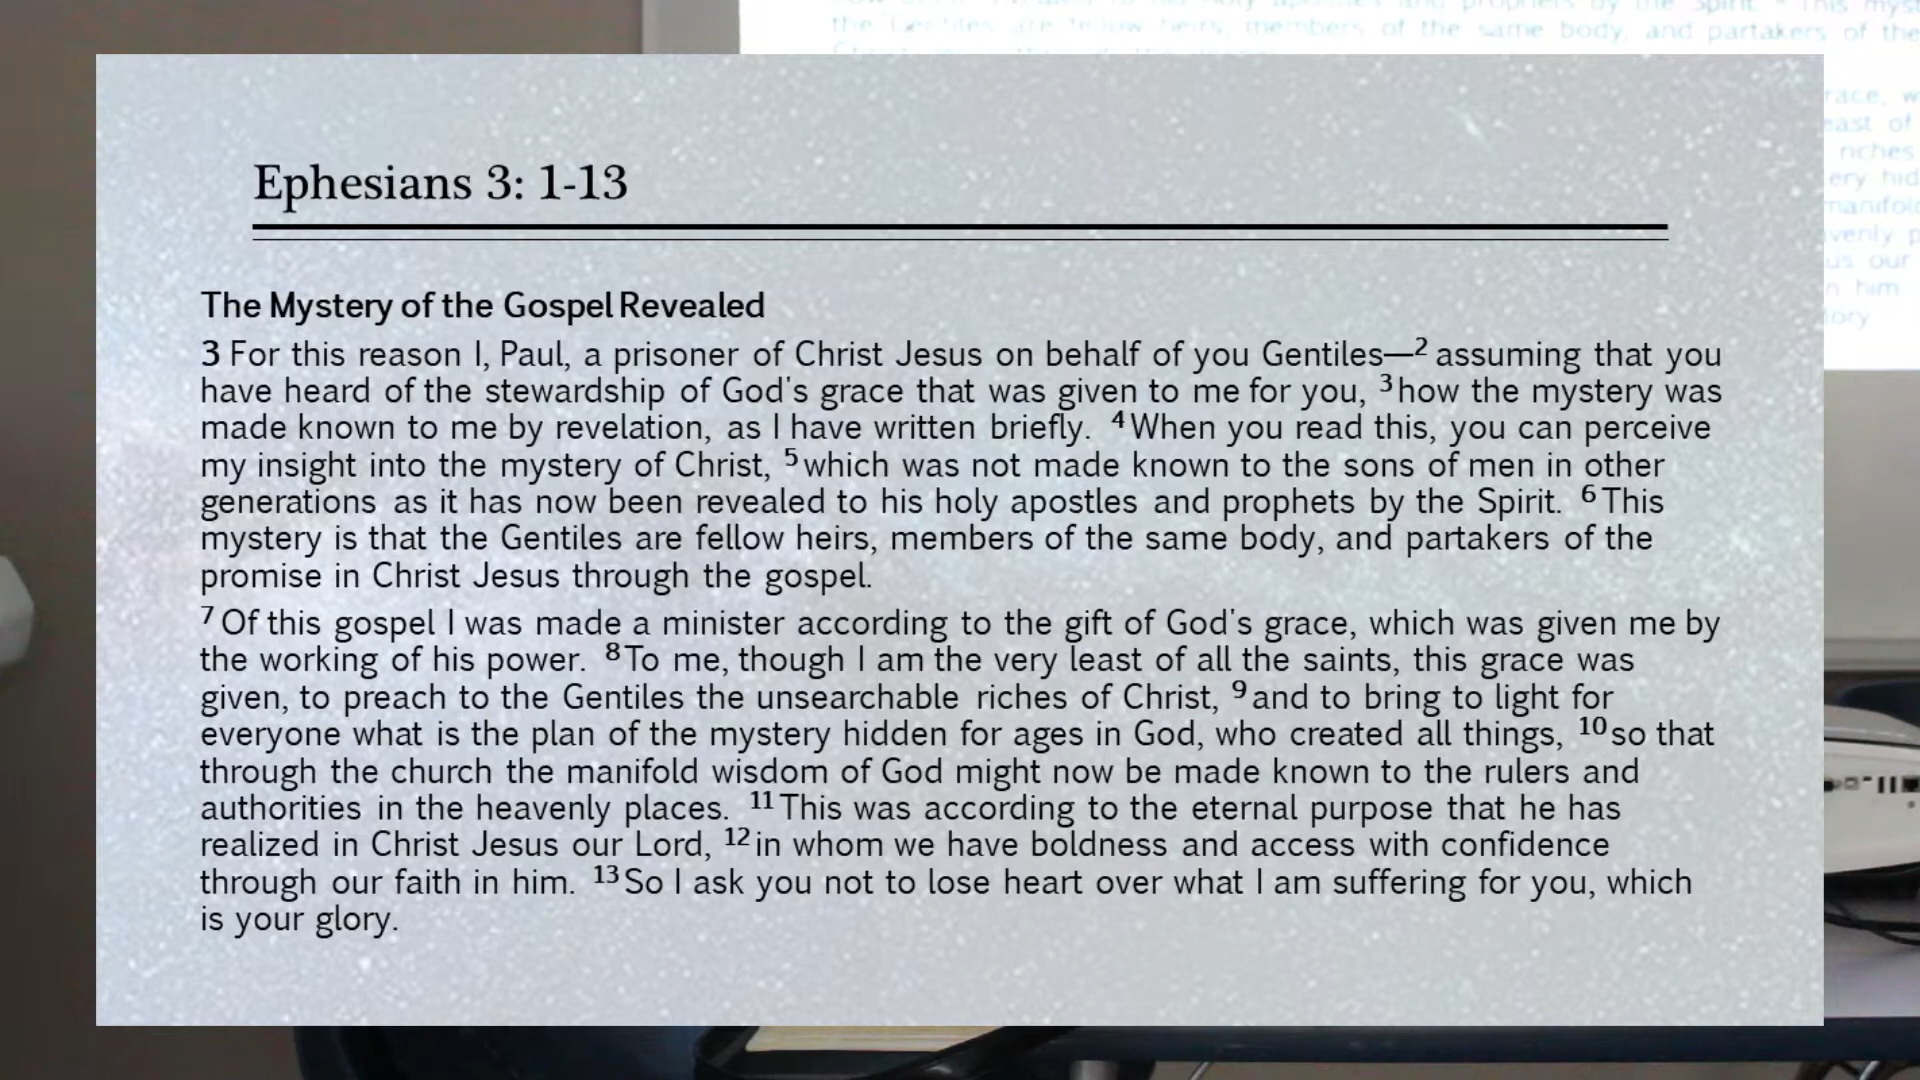 the Gentiles are fellow heirs, members of the same body, and partakers of the
Ephesians 3: 1-13
The Mystery of the Gospel Revealed
3 For this reason I, Paul, a prisoner of Christ Jesus on behalf of you Gentiles—2 assuming that you
have heard of the stewardship of God's grace that was given to me for you, 3 how the mystery was
made known to me by revelation, as I have written briefly. 4 When you read this, you can perceive
my insight into the mystery of Christ, 5 which was not made known to the sons of men in other
generations as it has now been revealed to his holy apostles and prophets by the Spirit. 6 This
mystery is that the Gentiles are fellow heirs, members of the same body, and partakers of the
promise in Christ Jesus through the gospel.
7 Of this gospel I was made a minister according to the gift of God's grace, which was given me by
the working of his power. 8 To me, though I am the very least of all the saints, this grace was
given, to preach to the Gentiles the unsearchable riches of Christ, 9 and to bring to light for
everyone what is the plan of the mystery hidden for ages in God, who created all things, 10 so that
through the church the manifold wisdom of God might now be made known to the rulers and
authorities in the heavenly places. 11 This was according to the eternal purpose that he has
realized in Christ Jesus our Lord, 12 in whom we have boldness and access with confidence
through our faith in him. 13 So I ask you not to lose heart over what I am suffering for you, which
is your glory.